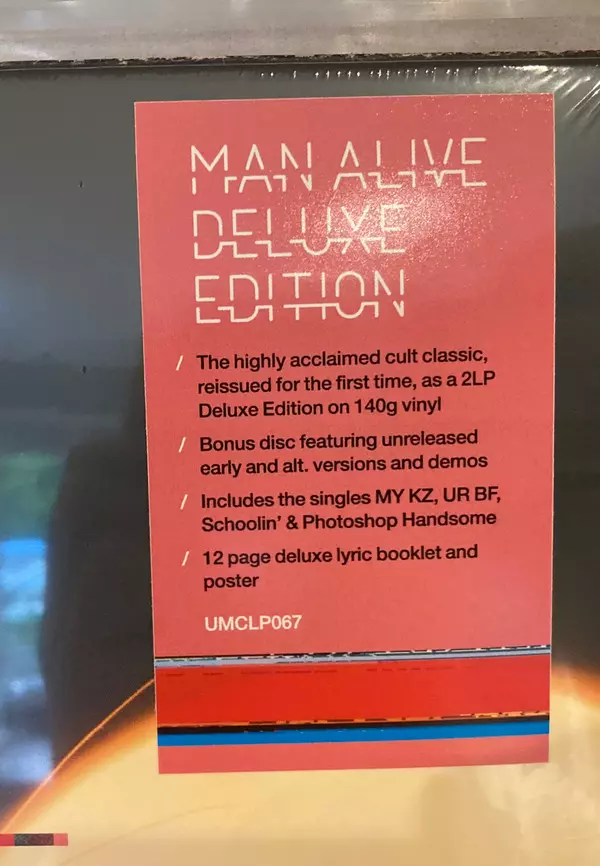 MAN ALIVE
DELUXE
EDITION
/ The highly acclaimed cult classic,
reissued for the first time, as a 2LP
Deluxe Edition on 140g vinyl
/ Bonus disc featuring unreleased
early and alt. versions and demos
/ Includes the singles MY KZ, UR BF,
Schoolin’ & Photoshop Handsome
/ 12 page deluxe lyric booklet and
poster
UMCLP067